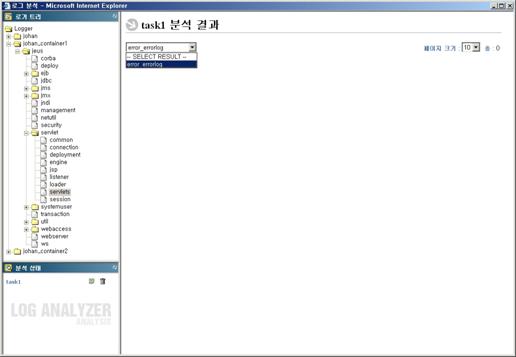 로그 분석 - Microsoft Internet Explorer
로거 트리
Logger
johan
johan_container1
jeus
corba
deploy
ejb
jdbc
jms
jmx
jndi
management
netutil
security
servlet
common
connection
deployment
engine
jsp
listener
loader
servlets
session
systemuser
transaction
util
webaccess
webserver
ws
johan_container2
분석 상태
task1
LOG ANALYZER
ANALYSIS
task1 분석 결과
error_errorlog
페이지 크기 : 10 총 : 0
-- SELECT RESULT --
error_errorlog